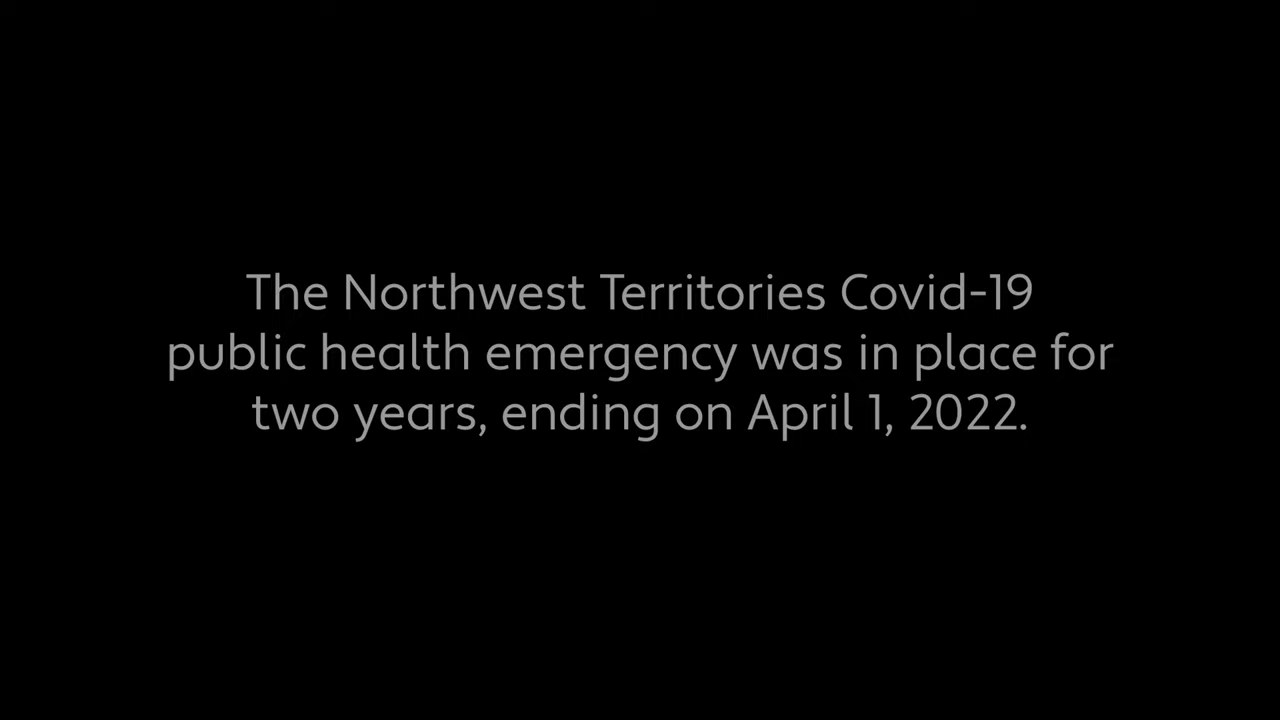 The Northwest Territories Covid-19
public health emergency was in place for
two years, ending on April 1, 2022.